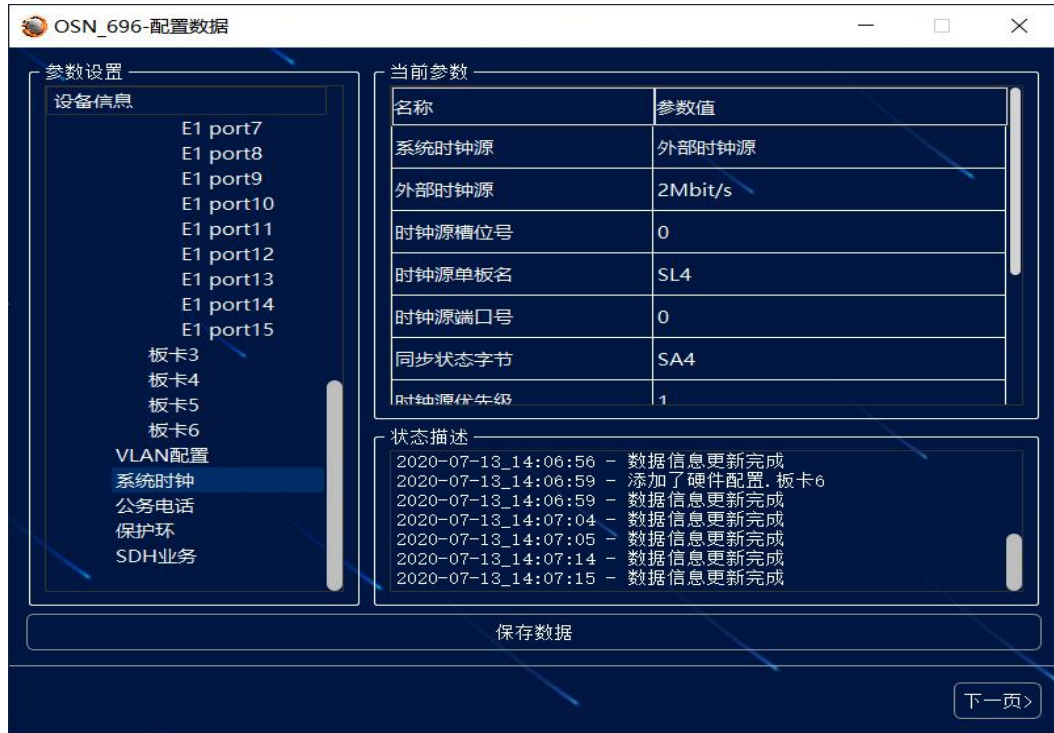 OSN_696-配置数据
参数设置
设备信息
E1 port7
E1 port8
E1 port9
E1 port10
E1 port11
E1 port12
E1 port13
E1 port14
E1 port15
板卡3
板卡4
板卡5
板卡6
VLAN配置
系统时钟
公务电话
保护环
SDH业务
当前参数
名称 参数值
系统时钟源 外部时钟源
外部时钟源 2Mbit/s
时钟源槽位号 0
时钟源单板名 SL4
时钟源端口号 0
同步状态字节 SA4
时钟源优先级 1
状态描述
2020-07-13_14:06:56 - 数据信息更新完成
2020-07-13_14:06:59 - 添加了硬件配置.板卡6
2020-07-13_14:06:59 - 数据信息更新完成
2020-07-13_14:07:04 - 数据信息更新完成
2020-07-13_14:07:05 - 数据信息更新完成
2020-07-13_14:07:14 - 数据信息更新完成
2020-07-13_14:07:15 - 数据信息更新完成
保存数据
下一页>